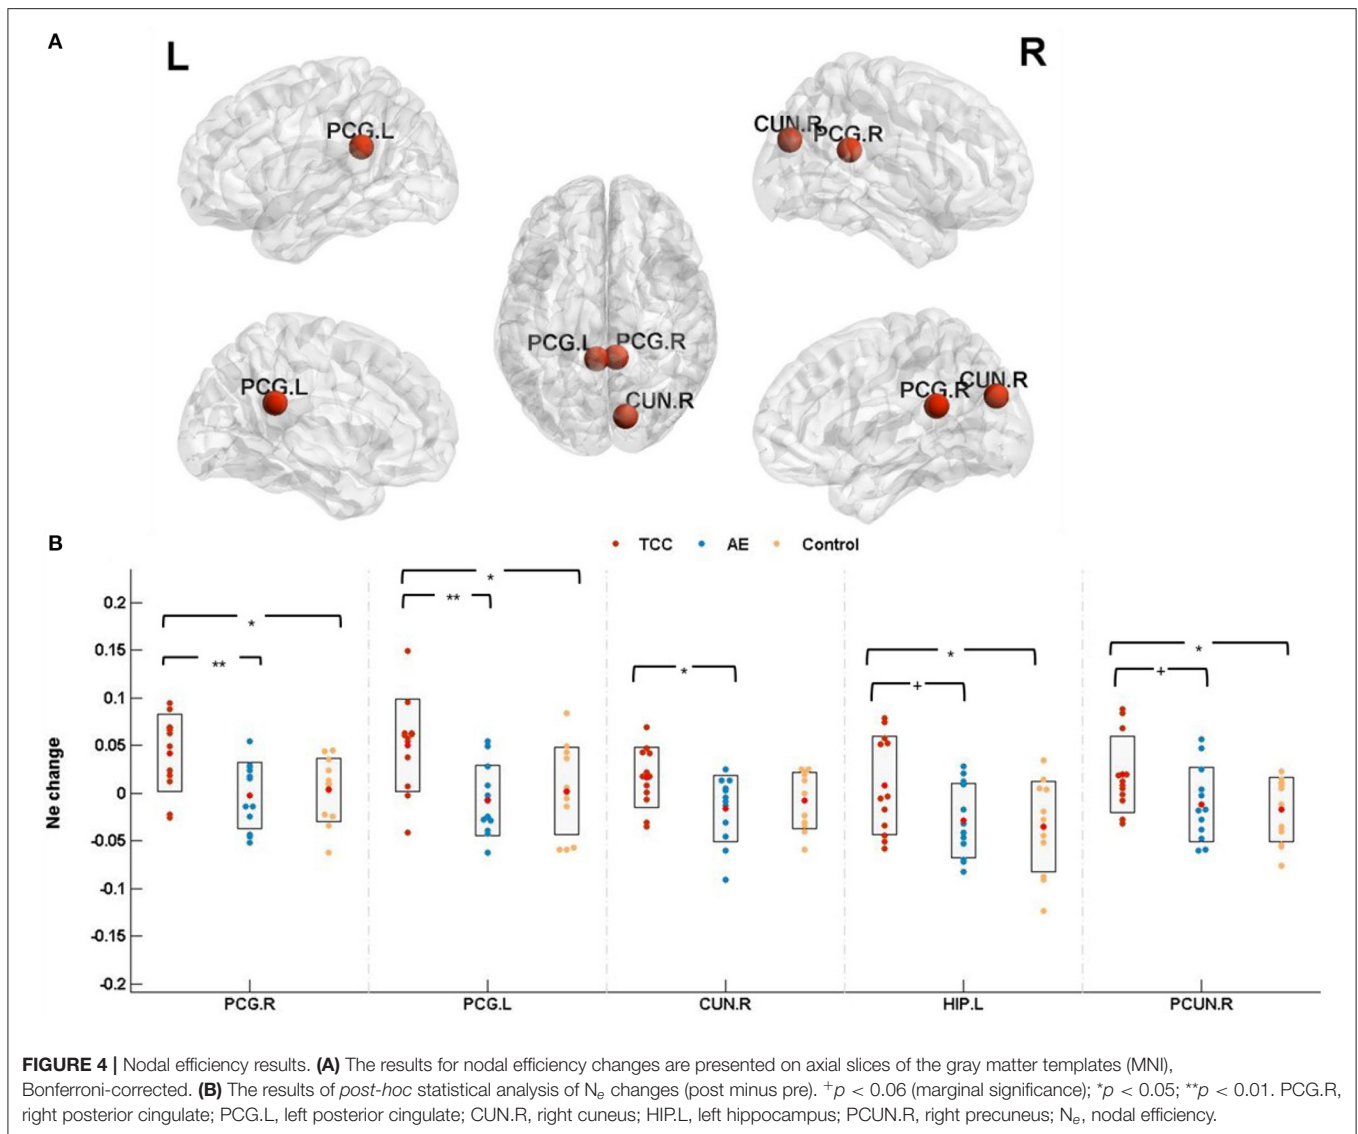 A
L
R
PCG.L
CUN.R
PCG.R
PCG.L
PCG.R
CUN.R
PCG.L
PCG.R
CUN.R
B
TCC
AE
Control
0.2
0.15
0.1
0.05
0
-0.05
-0.1
-0.15
-0.2
Ne change
*
**
*
**
*
*
+
*
+
PCG.R
PCG.L
CUN.R
HIP.L
PCUN.R
FIGURE 4 | Nodal efficiency results. (A) The results for nodal efficiency changes are presented on axial slices of the gray matter templates (MNI),
Bonferroni-corrected. (B) The results of post-hoc statistical analysis of Ne changes (post minus pre). +p < 0.06 (marginal significance); *p < 0.05; **p < 0.01. PCG.R,
right posterior cingulate; PCG.L, left posterior cingulate; CUN.R, right cuneus; HIP.L, left hippocampus; PCUN.R, right precuneus; Ne, nodal efficiency.